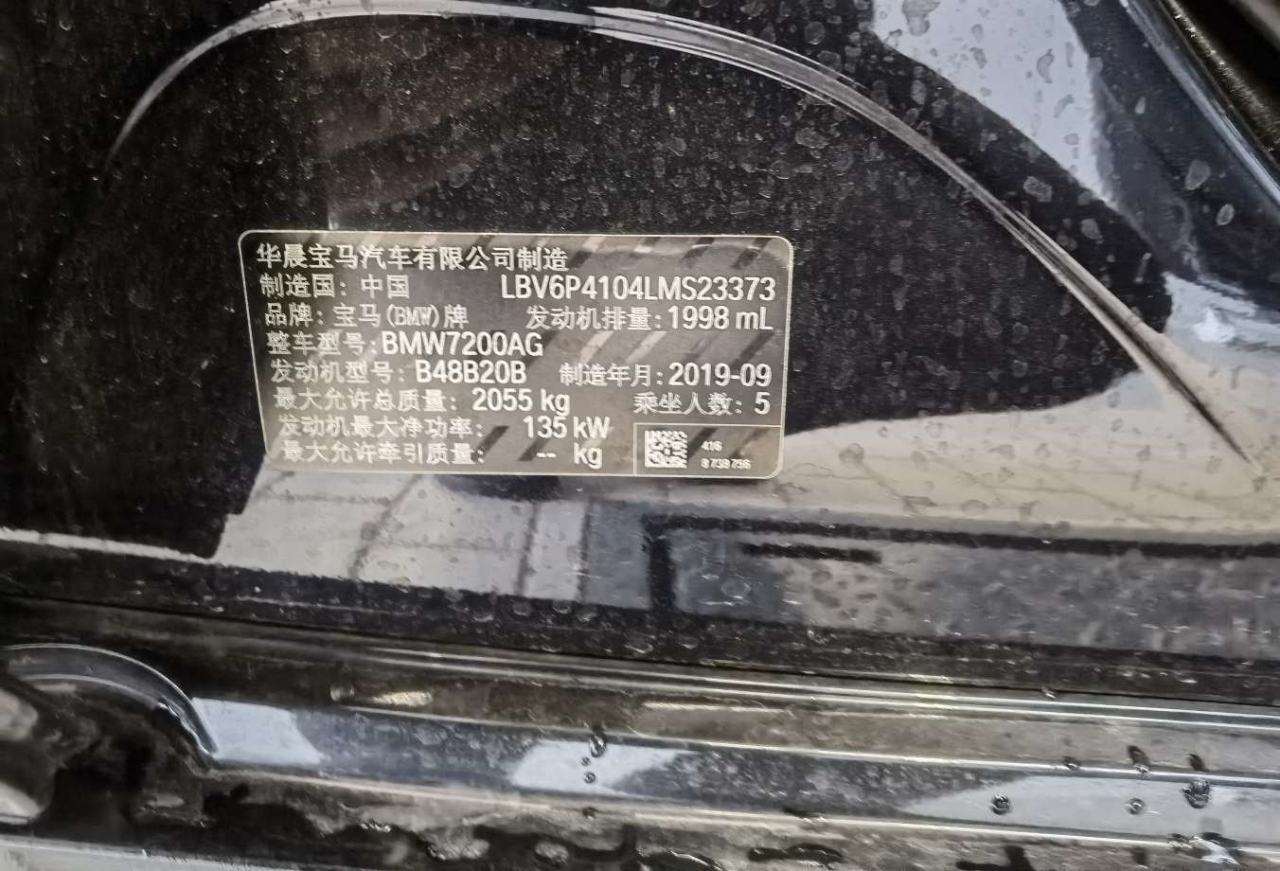 华晨宝马汽车有限公司制造
制造国：中国 LBV6P4104LMS23373
品牌：宝马(BMW)牌 发动机排量：1998 mL
整车型号：BMW7200AG
发动机型号：B48B20B 制造年月：2019-09
最大允许总质量：2055 kg 乘坐人数：5
发动机最大净功率：135 kW
最大允许牵引质量：-- kg
416
8 738 756